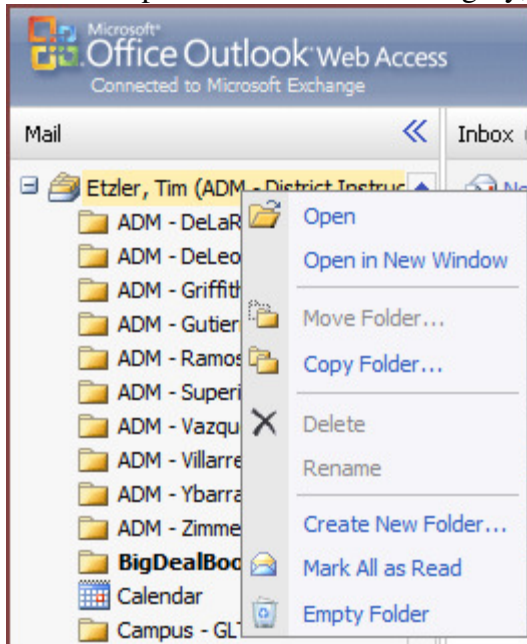 Microsoft
Office Outlook Web Access
Connected to Microsoft Exchange
Mail
Inbox
Etzler, Tim (ADM - District Instruc
ADM - DeLaR
ADM - DeLeo
ADM - Griffith
ADM - Gutier
ADM - Ramos
ADM - Superi
ADM - Vazqu
ADM - Villarre
ADM - Ybarra
ADM - Zimme
BigDealBoo
Calendar
Campus - GLT
Open
Open in New Window
Move Folder...
Copy Folder...
Delete
Rename
Create New Folder...
Mark All as Read
Empty Folder